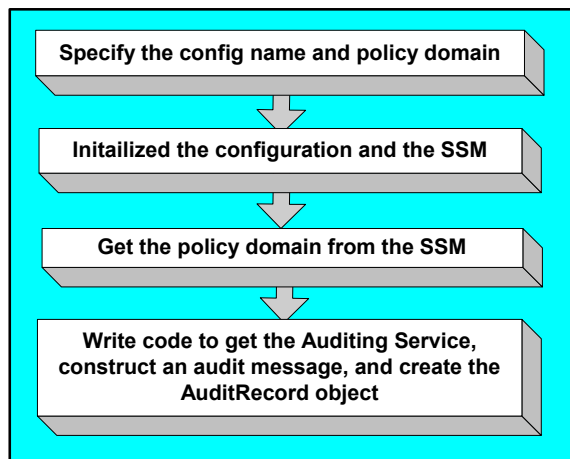 Specify the config name and policy domain
Initailized the configuration and the SSM
Get the policy domain from the SSM
Write code to get the Auditing Service,
construct an audit message, and create the
AuditRecord object